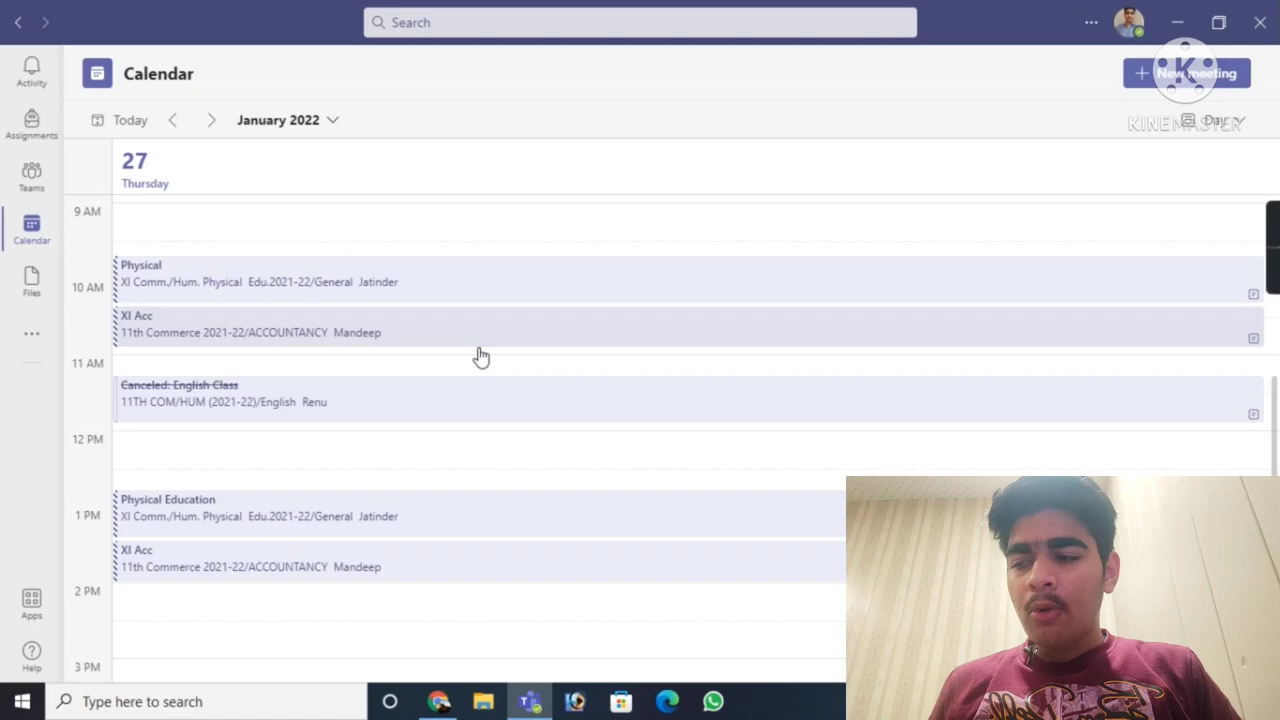 Search
Activity
Assignments
Teams
Calendar
Files
Apps
Help
Calendar
New meeting
KINEMASTER
Today
January 2022
Day
27
Thursday
9 AM
Physical
XI Comm./Hum. Physical Edu.2021-22/General Jatinder
10 AM
XI Acc
11th Commerce 2021-22/ACCOUNTANCY Mandeep
11 AM
Canceled: English Class
11TH COM/HUM (2021-22)/English Renu
12 PM
Physical Education
XI Comm./Hum. Physical Edu.2021-22/General Jatinder
1 PM
XI Acc
11th Commerce 2021-22/ACCOUNTANCY Mandeep
2 PM
3 PM
Type here to search